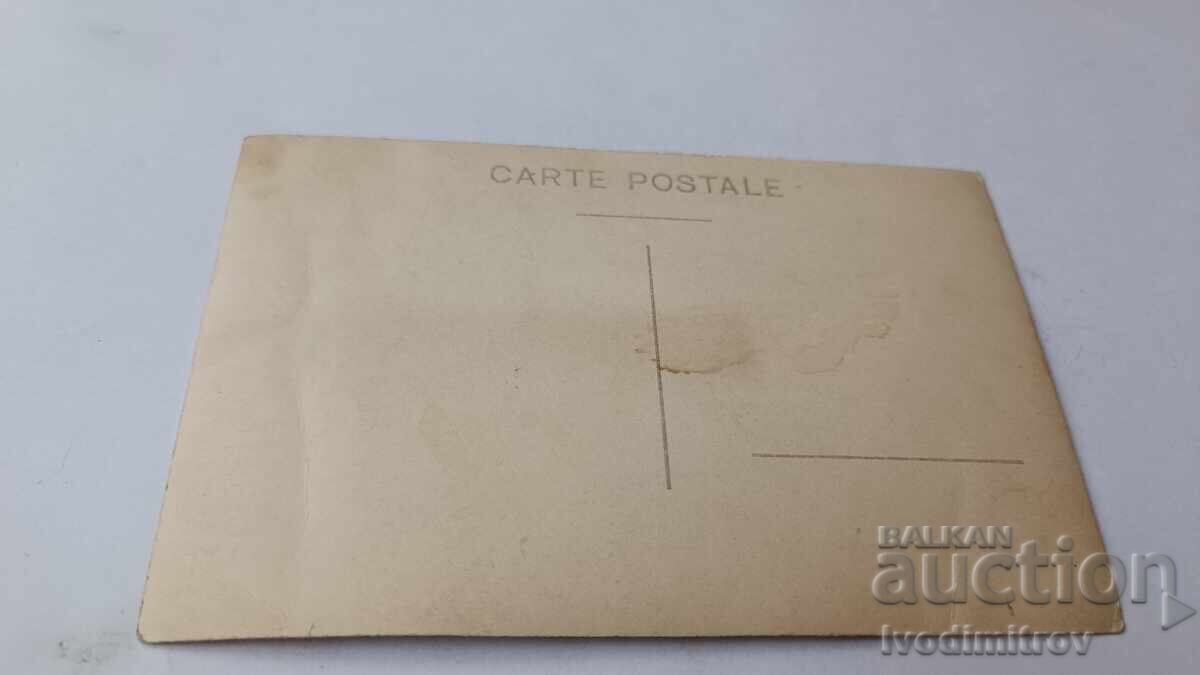 CARTE POSTALE
BALKAN
auction
Ivodimitrov